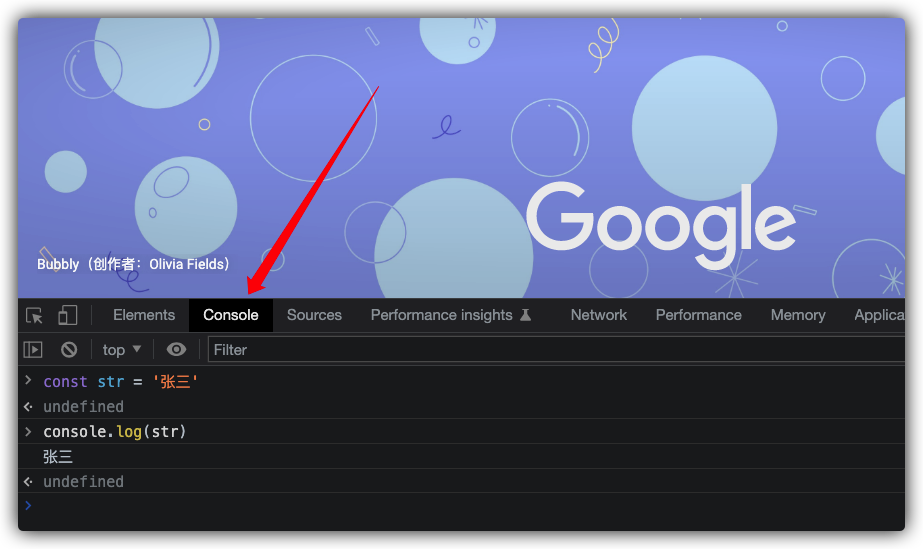 Google
Bubbly（创作者：Olivia Fields）
Elements Console Sources Performance insights Network Performance Memory Applica
top Filter
const str = '张三'
undefined
console.log(str)
张三
undefined